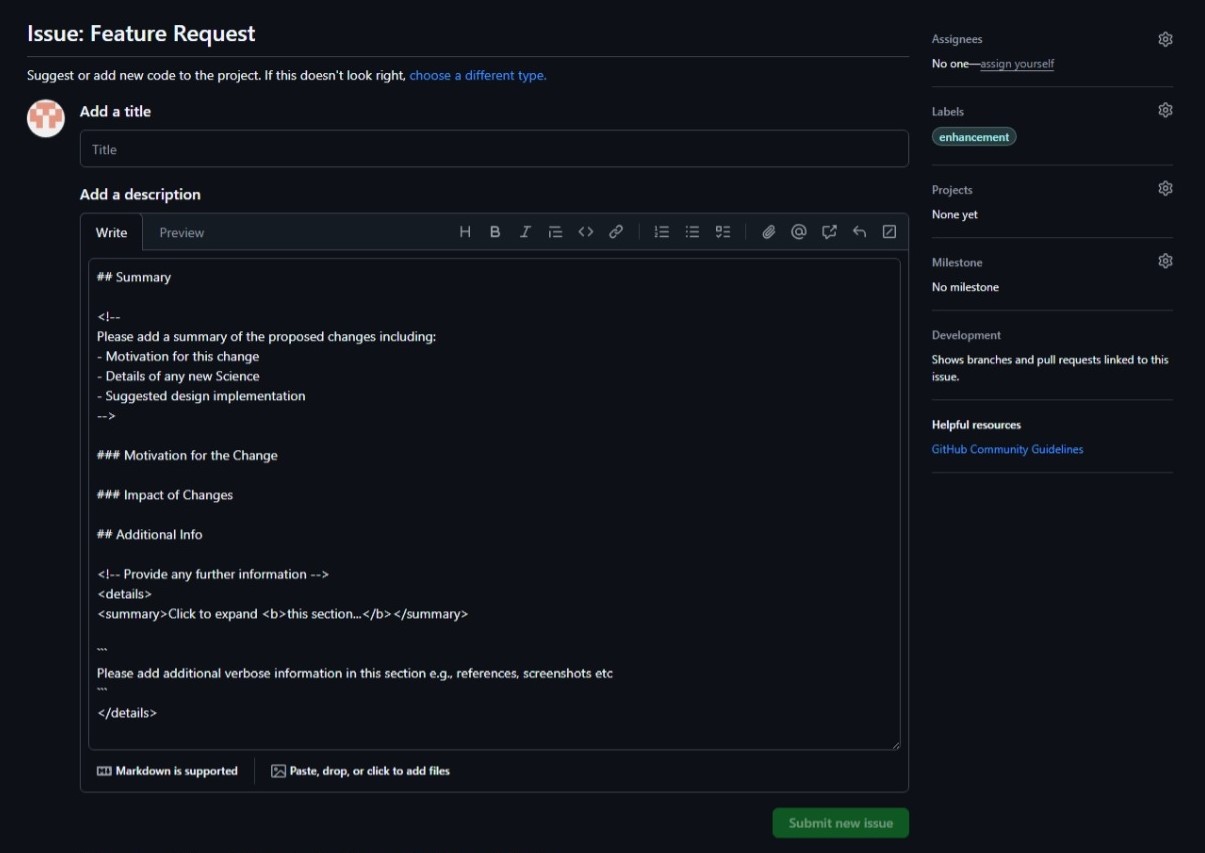 Issue: Feature Request
Suggest or add new code to the project. If this doesn't look right, choose a different type.
Add a title
Title
Add a description
Write
Preview
## Summary
<!--
Please add a summary of the proposed changes including:
- Motivation for this change
- Details of any new Science
- Suggested design implementation
-->
### Motivation for the Change
### Impact of Changes
## Additional Info
<!-- Provide any further information -->
<details>
<summary>Click to expand <b>this section...</b></summary>
```
Please add additional verbose information in this section e.g., references, screenshots etc
```
</details>
Markdown is supported
Paste, drop, or click to add files
Submit new issue
Assignees
No one—assign yourself
Labels
enhancement
Projects
None yet
Milestone
No milestone
Development
Shows branches and pull requests linked to this
issue.
Helpful resources
GitHub Community Guidelines